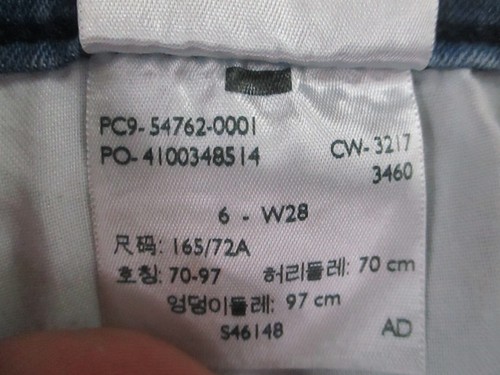 PC9-54762-0001
PO-4100348514 CW-3217
3460
6 - W28
尺码: 165/72A
호칭: 70-97 허리둘레: 70 cm
엉덩이둘레: 97 cm
S46148 AD